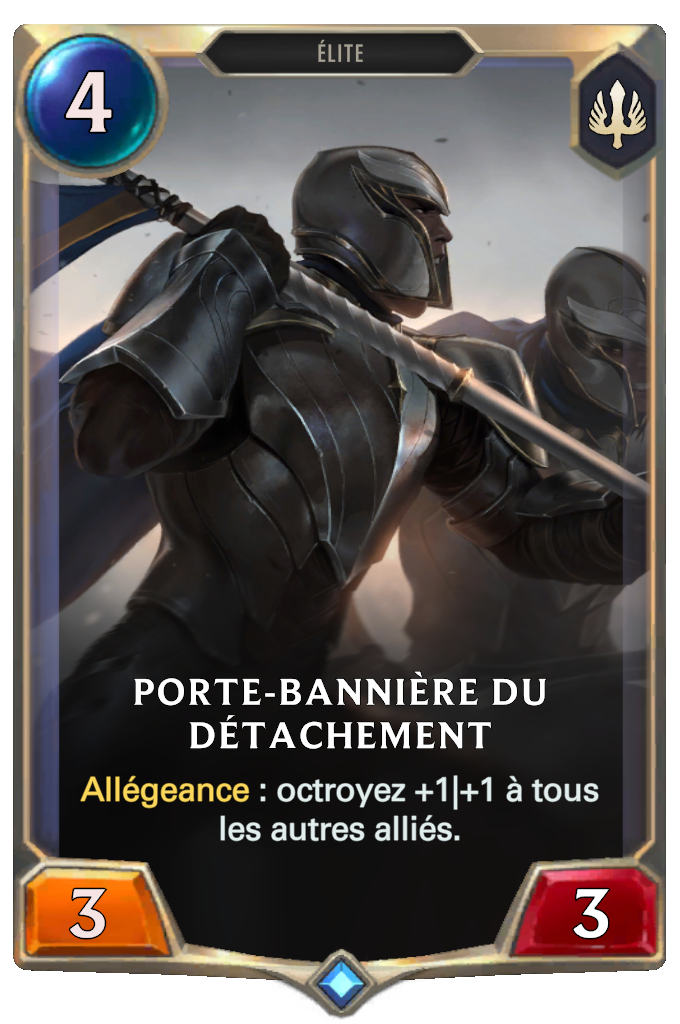 4
ÉLITE
PORTE-BANNIÈRE DU
DÉTACHEMENT
Allégeance : octroyez +1|+1 à tous
les autres alliés.
3
3